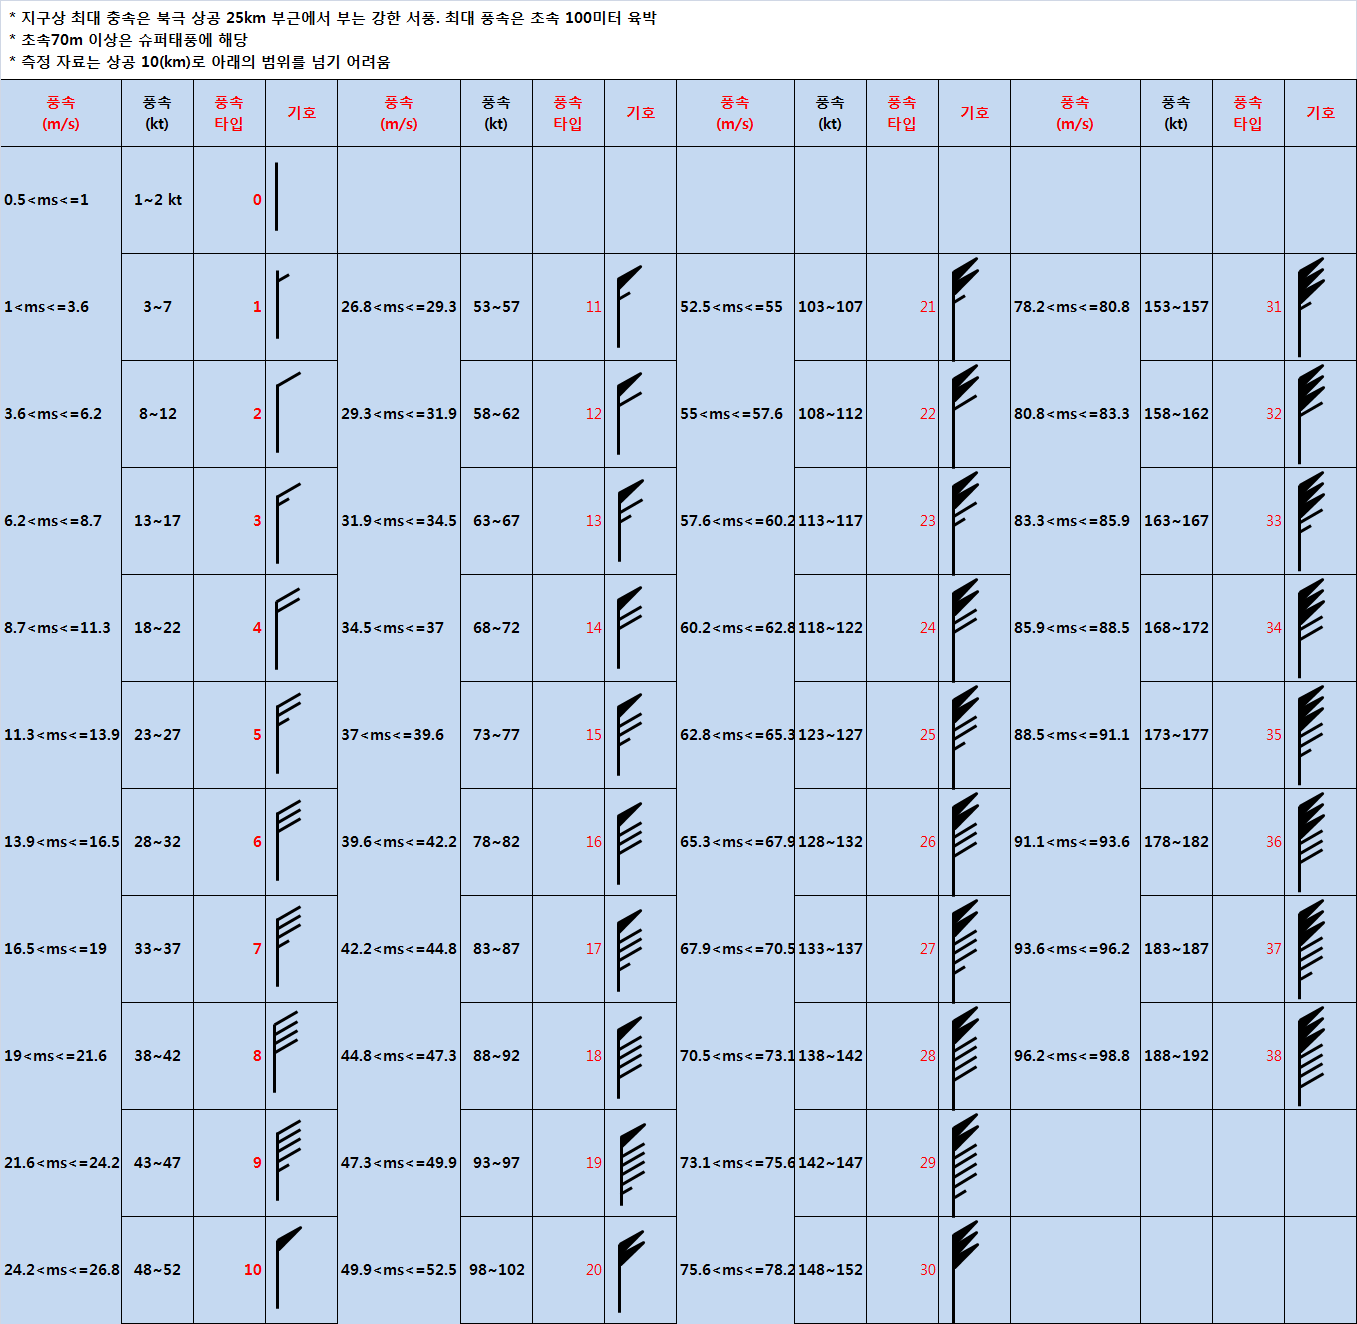 * 지구상 최대 중속은 북극 상공 25km 부근에서 부는 강한 서풍. 최대 풍속은 초속 100미터 육박
* 초속70m 이상은 슈퍼태풍에 해당
* 측정 자료는 상공 10(km)로 아래의 범위를 넘기 어려움
풍속 (m/s) 풍속 (kt) 풍속 타입 기호 풍속 (m/s) 풍속 (kt) 풍속 타입 기호 풍속 (m/s) 풍속 (kt) 풍속 타입 기호 풍속 (m/s) 풍속 (kt) 풍속 타입 기호
0.5<ms<=1 1~2 kt 0
1<ms<=3.6 3~7 1 26.8<ms<=29.3 53~57 11 52.5<ms<=55 103~107 21 78.2<ms<=80.8 153~157 31
3.6<ms<=6.2 8~12 2 29.3<ms<=31.9 58~62 12 55<ms<=57.6 108~112 22 80.8<ms<=83.3 158~162 32
6.2<ms<=8.7 13~17 3 31.9<ms<=34.5 63~67 13 57.6<ms<=60.2 113~117 23 83.3<ms<=85.9 163~167 33
8.7<ms<=11.3 18~22 4 34.5<ms<=37 68~72 14 60.2<ms<=62.8 118~122 24 85.9<ms<=88.5 168~172 34
11.3<ms<=13.9 23~27 5 37<ms<=39.6 73~77 15 62.8<ms<=65.3 123~127 25 88.5<ms<=91.1 173~177 35
13.9<ms<=16.5 28~32 6 39.6<ms<=42.2 78~82 16 65.3<ms<=67.9 128~132 26 91.1<ms<=93.6 178~182 36
16.5<ms<=19 33~37 7 42.2<ms<=44.8 83~87 17 67.9<ms<=70.5 133~137 27 93.6<ms<=96.2 183~187 37
19<ms<=21.6 38~42 8 44.8<ms<=47.3 88~92 18 70.5<ms<=73.1 138~142 28 96.2<ms<=98.8 188~192 38
21.6<ms<=24.2 43~47 9 47.3<ms<=49.9 93~97 19 73.1<ms<=75.6 142~147 29
24.2<ms<=26.8 48~52 10 49.9<ms<=52.5 98~102 20 75.6<ms<=78.2 148~152 30